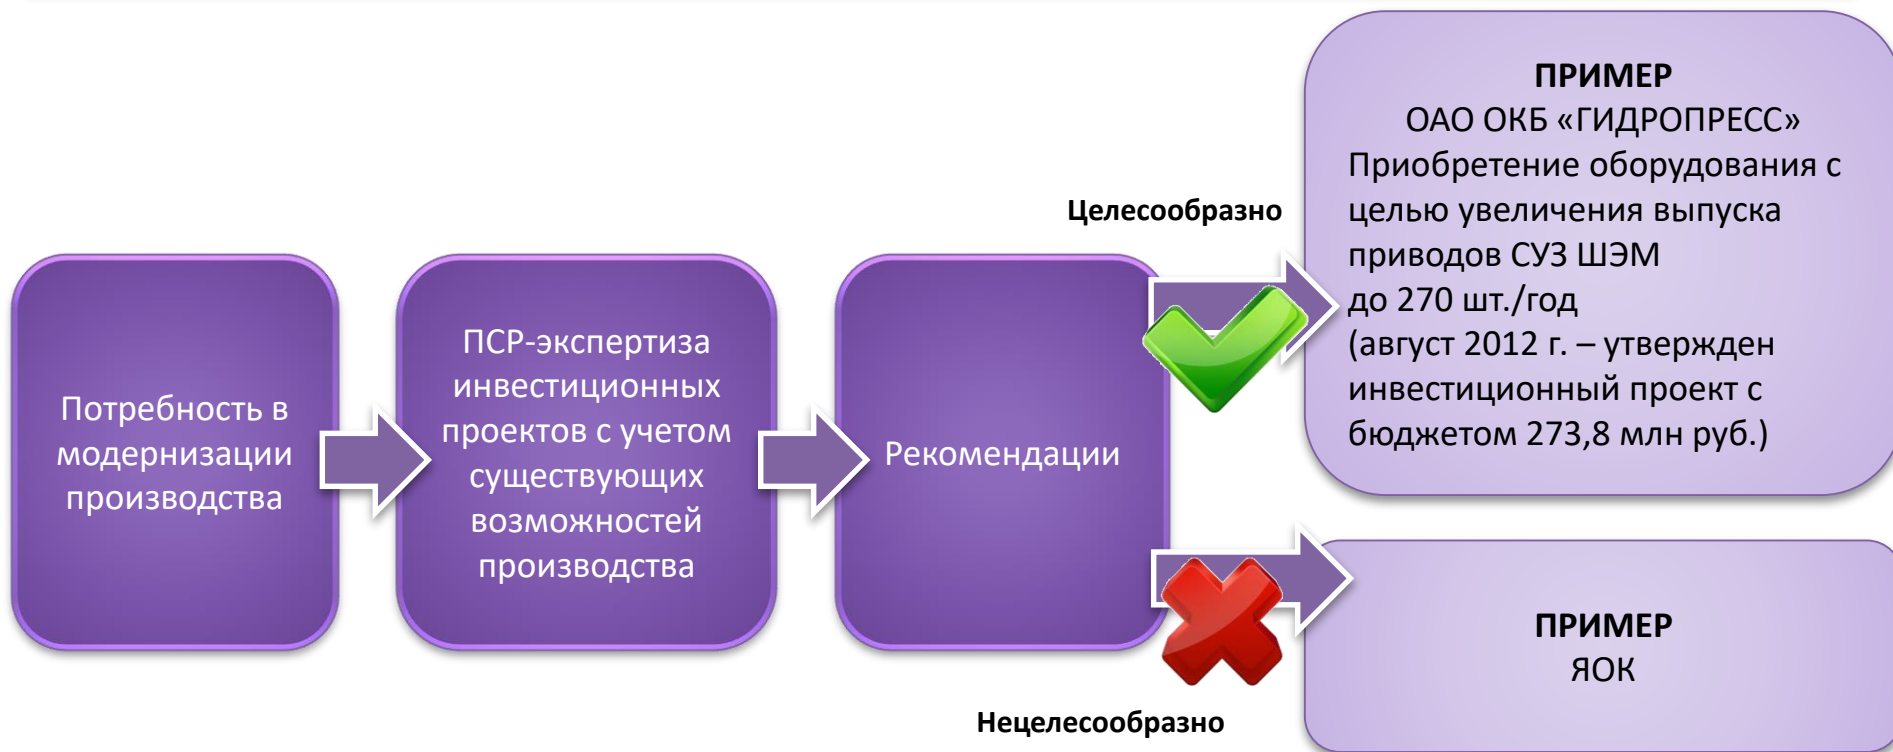 Потребность в
модернизации
производства
ПСР-экспертиза
инвестиционных
проектов с учетом
существующих
возможностей
производства
Рекомендации
Целесообразно
ПРИМЕР
ОАО ОКБ «ГИДРОПРЕСС»
Приобретение оборудования с
целью увеличения выпуска
приводов СУЗ ШЭМ
до 270 шт./год
(август 2012 г. – утвержден
инвестиционный проект с
бюджетом 273,8 млн руб.)
Нецелесообразно
ПРИМЕР
ЯОК